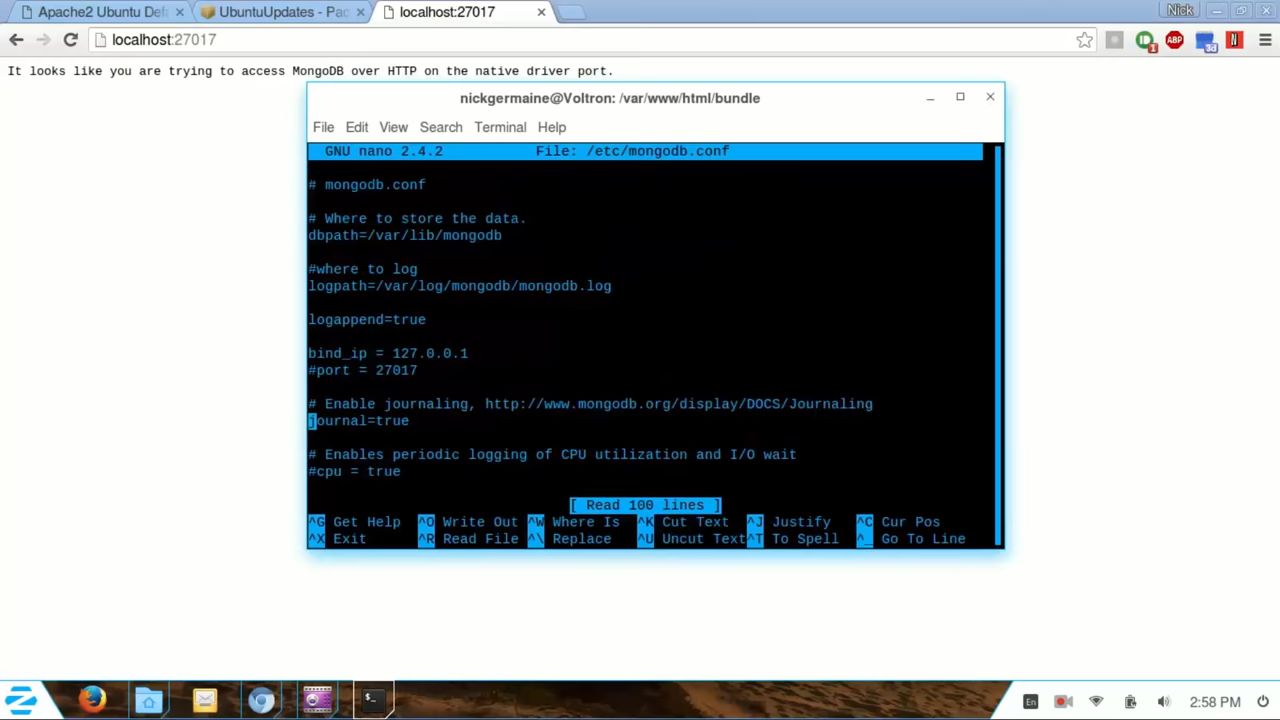 Apache2 Ubuntu Def
UbuntuUpdates - Pac
localhost:27017
Nick
localhost:27017
1
ABP
3d
N
It looks like you are trying to access MongoDB over HTTP on the native driver port.
nickgermaine@Voltron: /var/www/html/bundle
File Edit View Search Terminal Help
GNU nano 2.4.2 File: /etc/mongodb.conf
# mongodb.conf
# Where to store the data.
dbpath=/var/lib/mongodb
#where to log
logpath=/var/log/mongodb/mongodb.log
logappend=true
bind_ip = 127.0.0.1
#port = 27017
# Enable journaling, http://www.mongodb.org/display/DOCS/Journaling
journal=true
# Enables periodic logging of CPU utilization and I/O wait
#cpu = true
[ Read 100 lines ]
^G Get Help ^O Write Out ^W Where Is ^K Cut Text ^J Justify ^C Cur Pos
^X Exit ^R Read File ^\ Replace ^U Uncut Text ^T To Spell ^_ Go To Line
En
2:58 PM